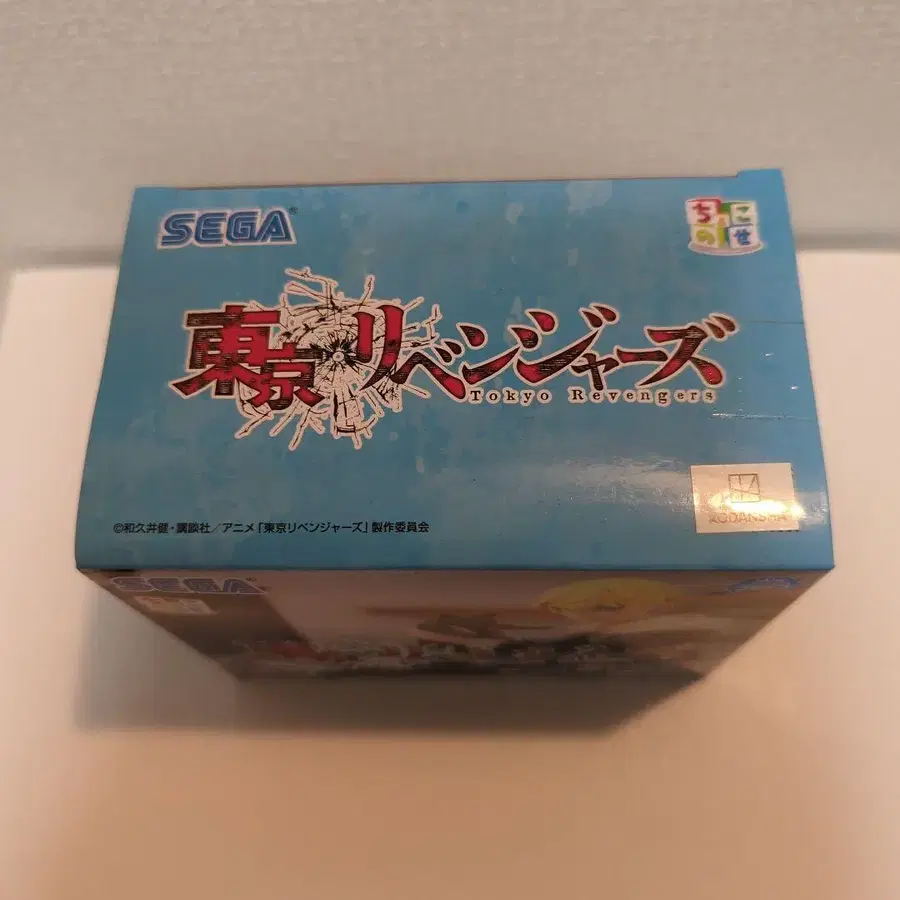 SEGA®
ちこ
のせ
東京リベンジャーズ
Tokyo Revengers
KODANSHA
©和久井健・講談社／アニメ「東京リベンジャーズ」製作委員会
SEGA